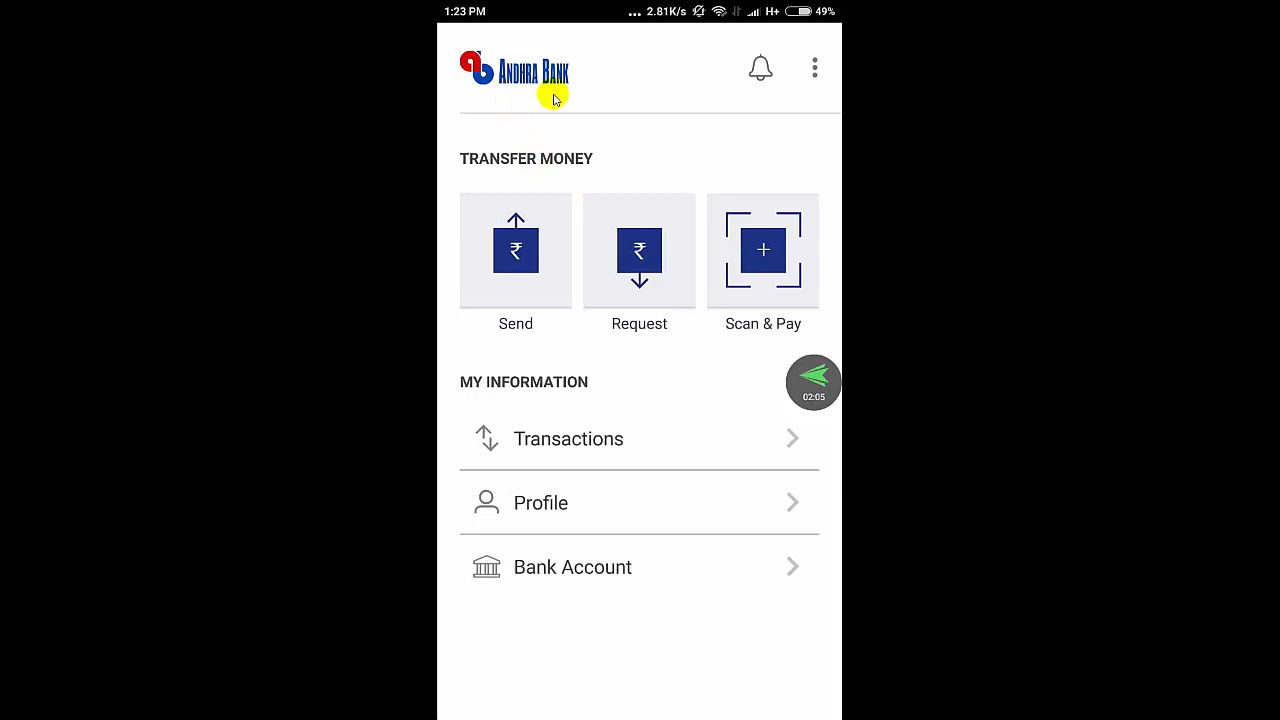 1:23 PM ... 2.81K/s H+ 49%
ANDHRA BANK
TRANSFER MONEY
₹ ₹ +
Send Request Scan & Pay
MY INFORMATION
02:05
Transactions
Profile
Bank Account